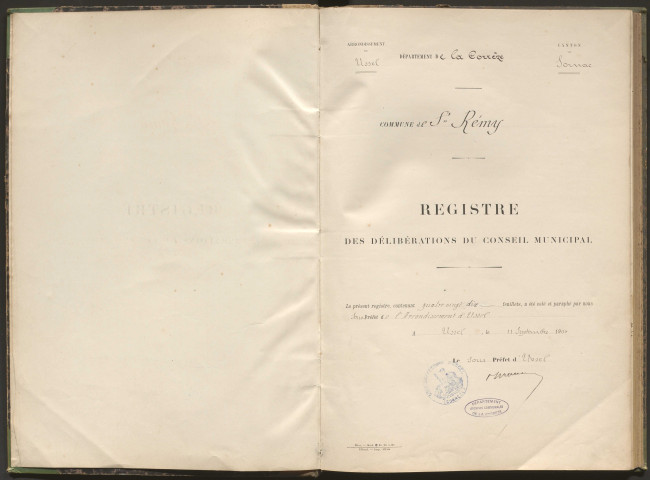 ARRONDISSEMENT
Ussel
DÉPARTEMENT de la Corrèze
CANTON
Sornac
COMMUNE de St Rémy
REGISTRE
DES DÉLIBÉRATIONS DU CONSEIL MUNICIPAL
Le présent registre, contenant quatre-vingt-dix feuillets, a été coté et paraphé par nous
Sous Préfet de l'Arrondissement d'Ussel
A Ussel, le 11 Septembre
Le Sous Préfet d'Ussel